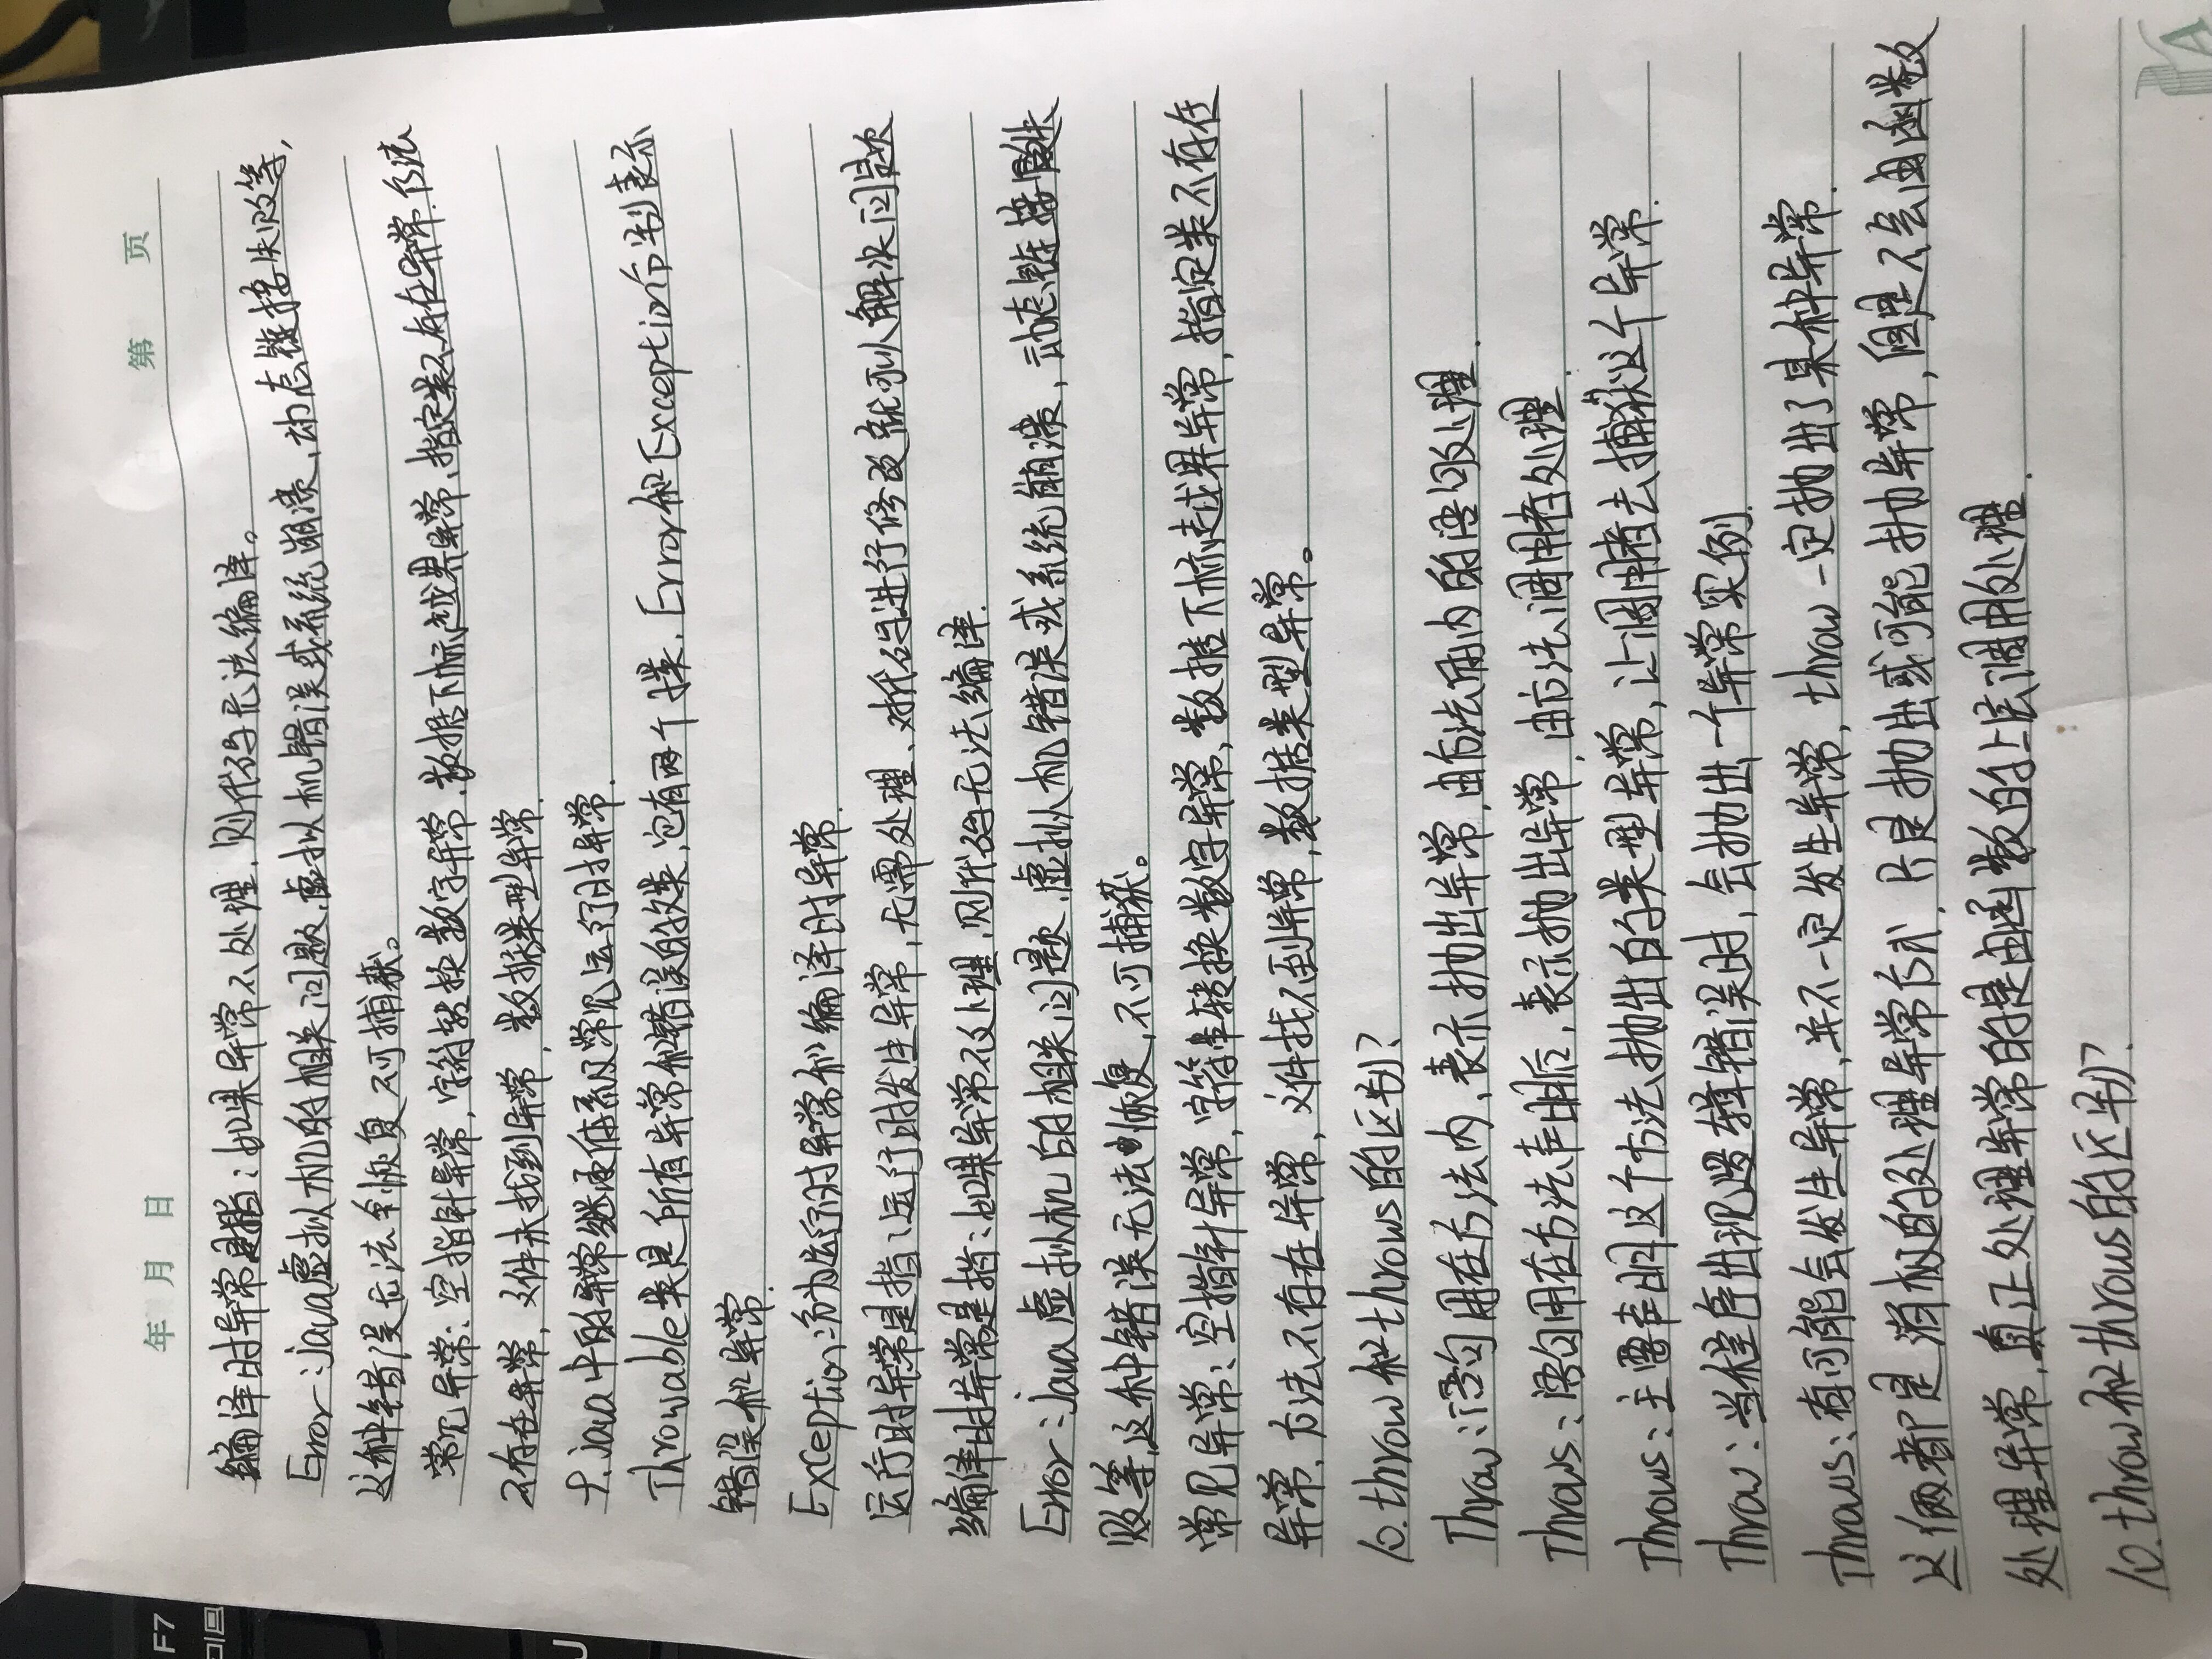 F7
J
年 月 日
第 页
编译时异常是指:如果异常不处理,则代码无法编译。
Error:java虚拟机的相关问题,虚拟机错误或系统崩溃,动态链接失败等,
这种错误无法恢复不可捕获。
常见异常:空指针异常,字符转换数字异常,数据下标越界异常,指定类不存在异常,方法
不存在异常,文件未找到异常,数据类型异常.
9.java中的异常继承体系及常见运行时异常.
Throwable类是所有异常和错误的父类,它有两个子类,Error和Exception分别表示
错误和异常.
Exception:分为运行时异常和编译时异常.
运行时异常是指:运行时发生异常,无需处理、对代码进行修改就可以解决问题
编译时异常是指:如果异常不处理,则代码无法编译.
Error:java虚拟机的相关问题,虚拟机错误或系统崩溃,动态链接失
败等,这种错误无法恢复,不可捕获。
常见异常:空指针异常,字符串转换数字异常,数据下标越界异常,指定类不存在
异常,方法不存在异常,文件找不到异常,数据类型异常。
10.throw和throws的区别?
Throw:语句用在方法内,表示抛出异常,由方法体内的语句处理.
Throws:语句用在方法声明后,表示抛出异常,由方法调用者处理.
Throws:主要声明这个方法抛出的类型异常,让调用者去捕获这个异常.
Throw:当程序出现逻辑错误时,会抛出一个异常实例.
Throws:有可能会发生异常,并不一定发生异常,throw一定抛出了某种异常.
这俩都是消极的处理异常方式,只是抛出或可能抛异常,但是不会由函数
处理异常,真正处理异常的是由函数的上层调用处理.
10.throw和throws的区别?
A